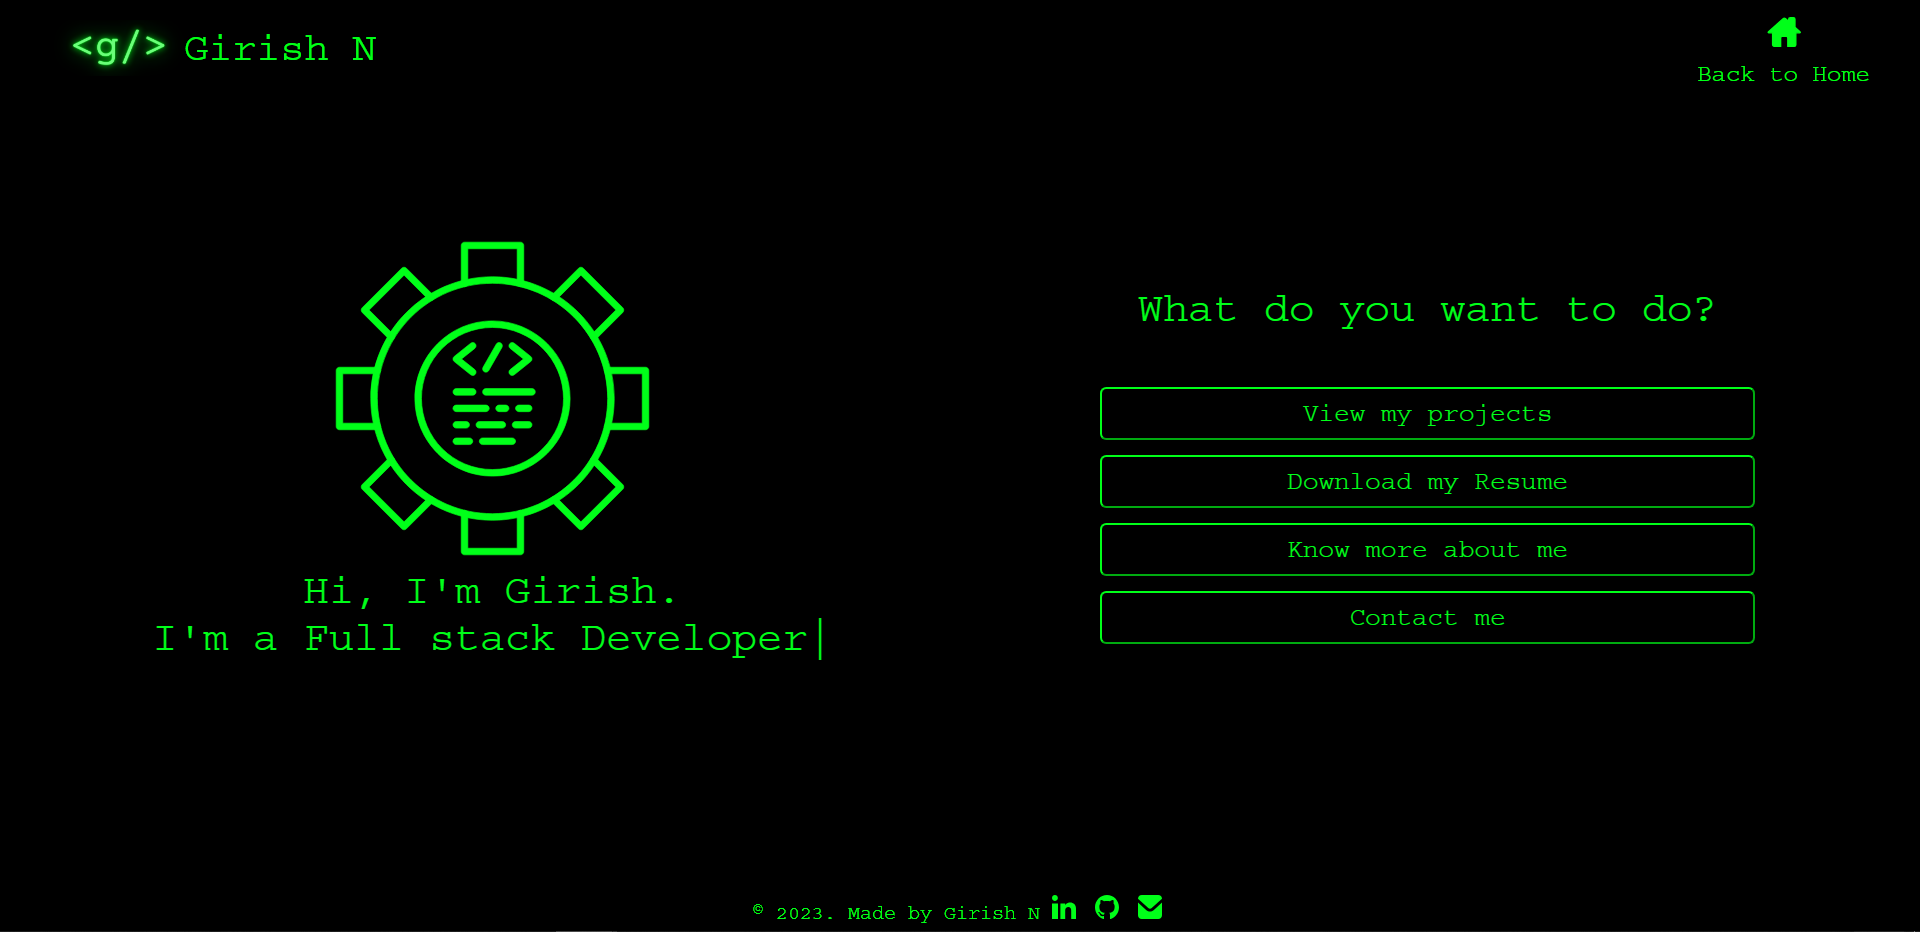 <g/> Girish N
Back to Home
</>
Hi, I'm Girish.
I'm a Full stack Developer|
What do you want to do?
View my projects
Download my Resume
Know more about me
Contact me
© 2023. Made by Girish N in